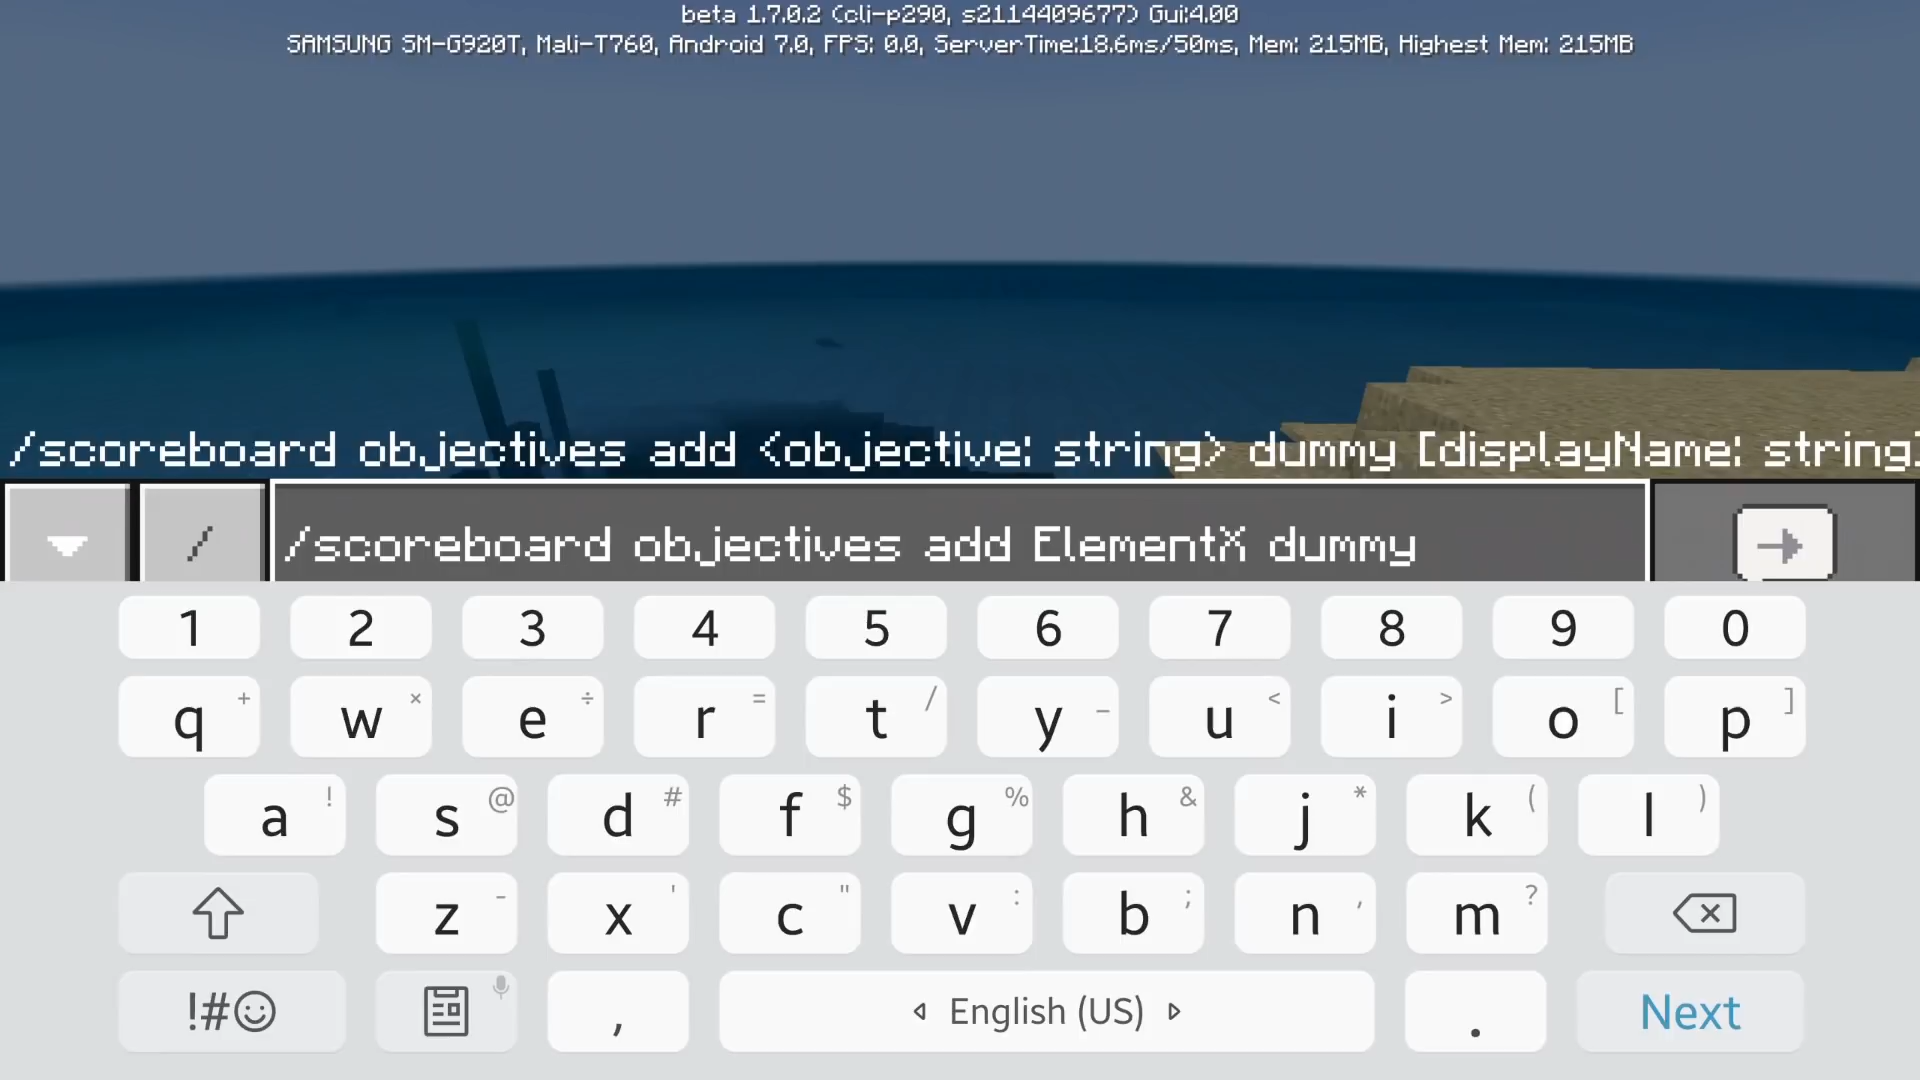 beta 1.7.0.2 (cli-p290, s2114409677) Gui:4.00
SAMSUNG SM-G920T, Mali-T760, Android 7.0, FPS: 0.0, ServerTime:18.6ms/50ms, Mem: 215MB, Highest Mem: 215MB
/scoreboard objectives add <objective: string> dummy [displayName: string]
/ /scoreboard objectives add ElementX dummy
1 2 3 4 5 6 7 8 9 0
q + w × e ÷ r = t / y _ u < i > o [ p ]
a ! s @ d # f $ g % h & j * k ( l )
z - x ' c " v : b ; n , m ?
!#☺ , English (US) . Next